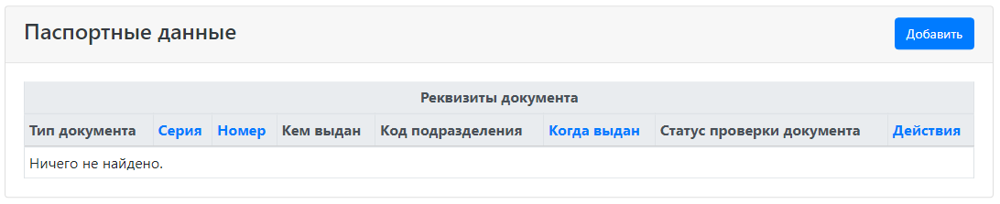 Паспортные данные
Добавить
Реквизиты документа
Тип документа Серия Номер Кем выдан Код подразделения Когда выдан Статус проверки документа Действия
Ничего не найдено.